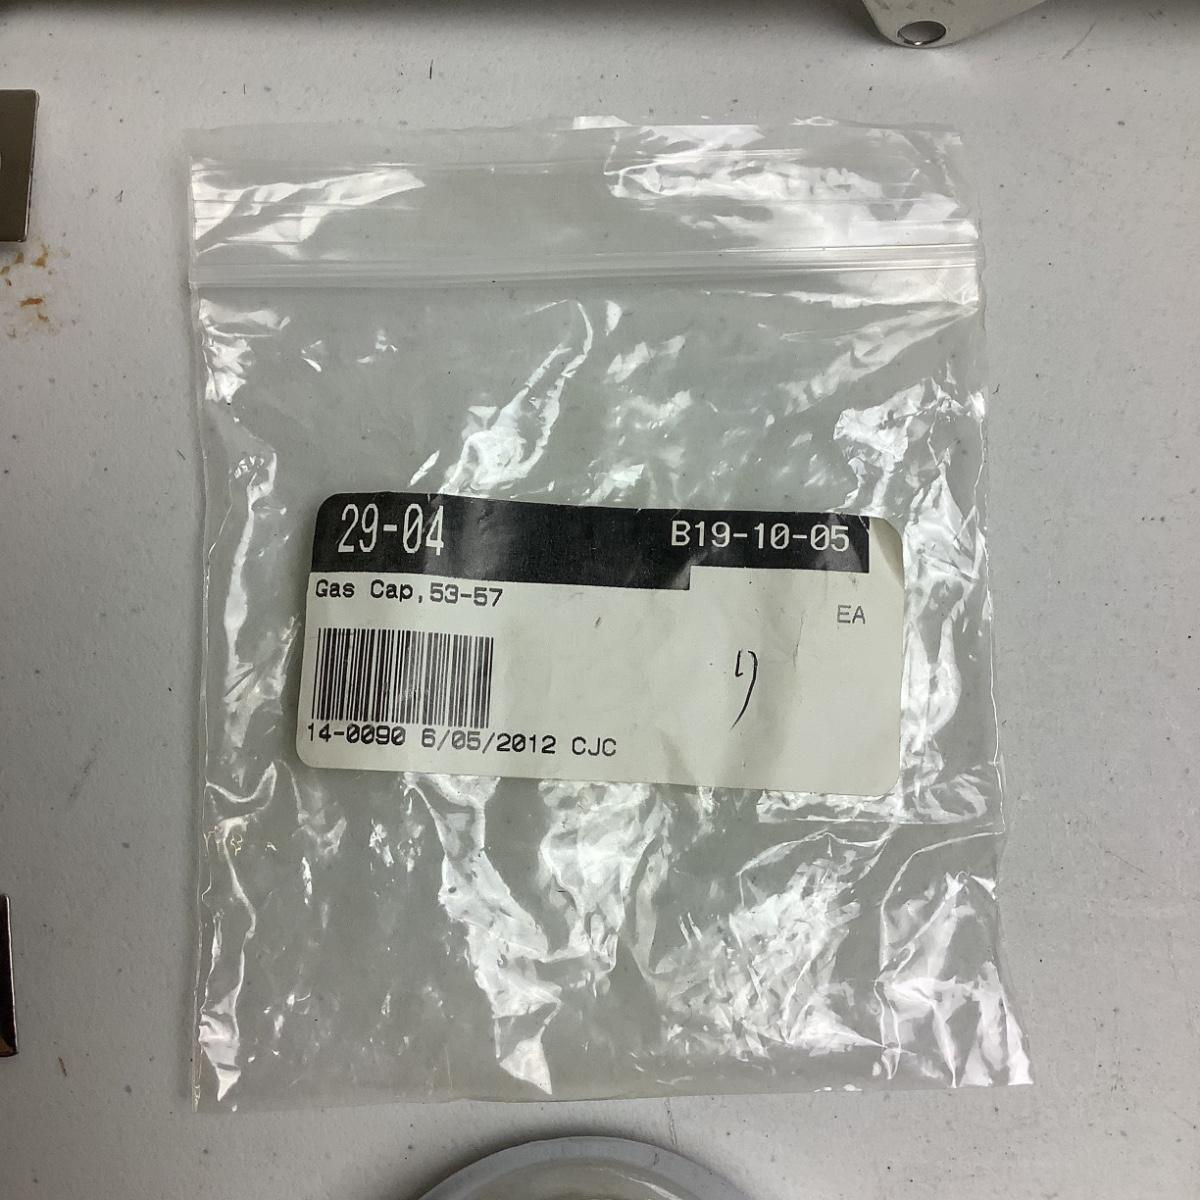 29-04 B19-10-05
Gas Cap,53-57
EA
14-0090 6/05/2012 CJC